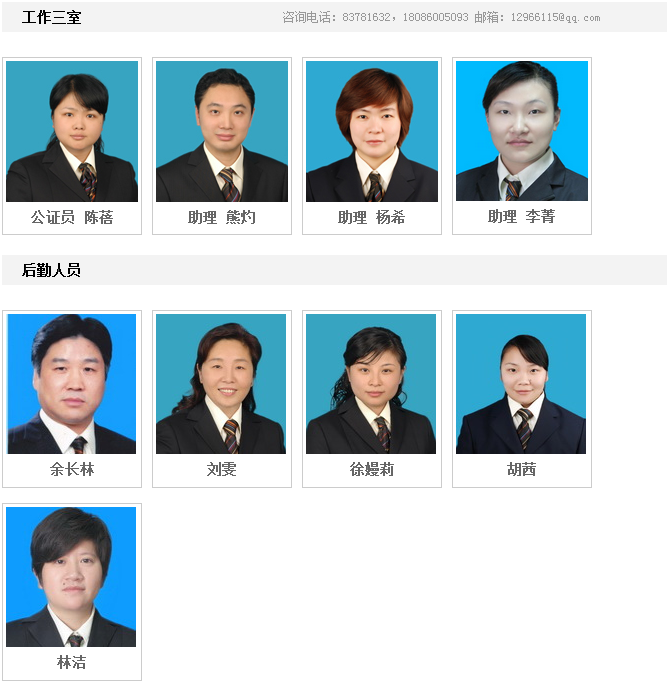 工作三室
咨询电话：83781632，18086005093 邮箱：12966115@qq.com
公证员 陈蓓
助理 熊灼
助理 杨希
助理 李菁
后勤人员
余长林
刘雯
徐嫚莉
胡茜
林洁